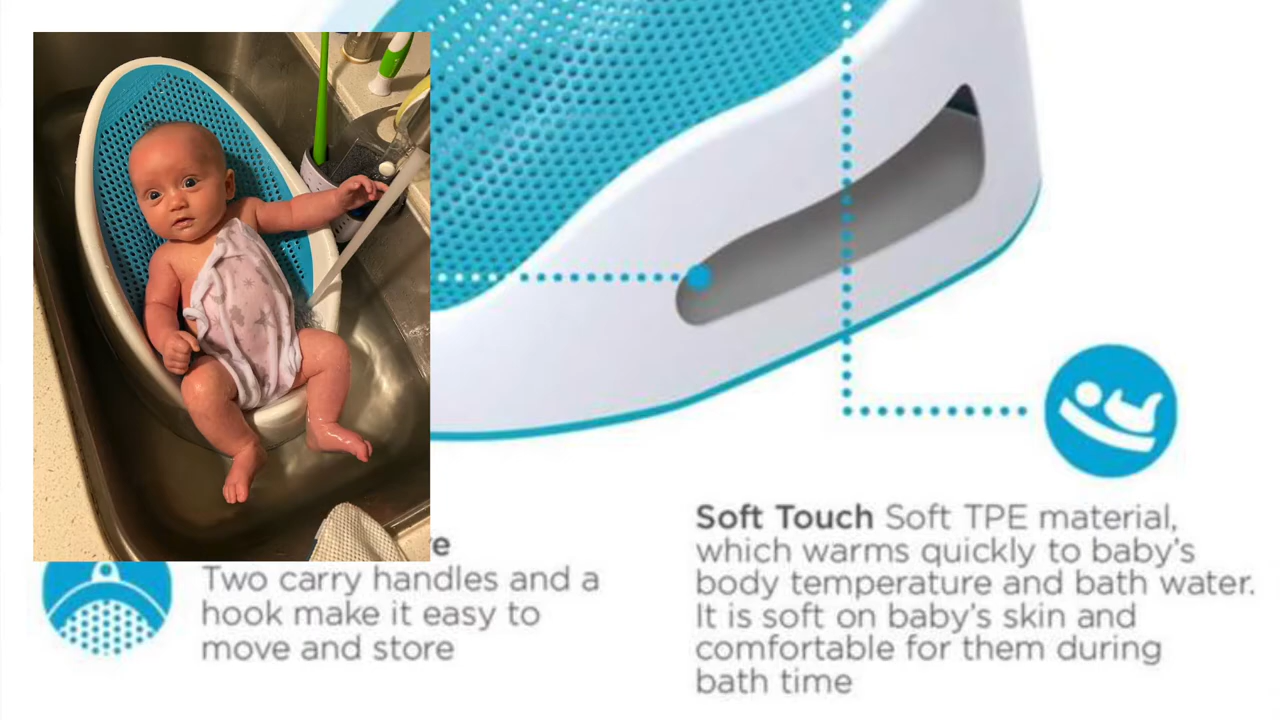 e
Two carry handles and a
hook make it easy to
move and store
Soft Touch Soft TPE material,
which warms quickly to baby's
body temperature and bath water.
It is soft on baby's skin and
comfortable for them during
bath time